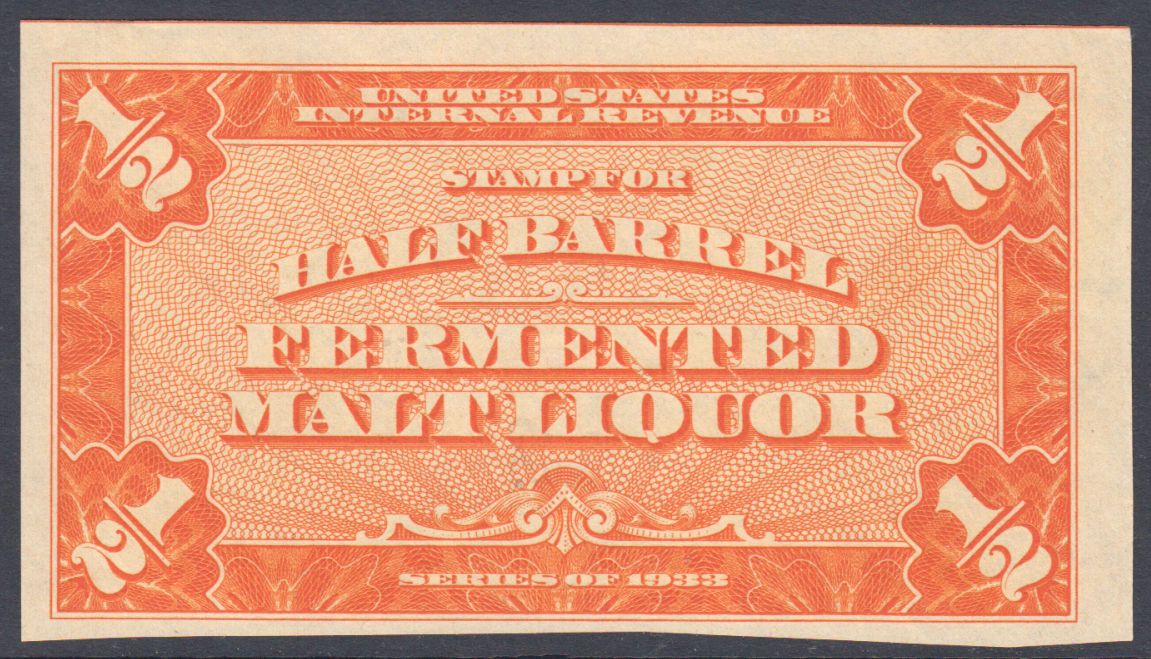 1/2
UNITED STATES
INTERNAL REVENUE
1/2
STAMP FOR
HALF BARREL
FERMENTED
MALT LIQUOR
1/2
SERIES OF 1933
1/2